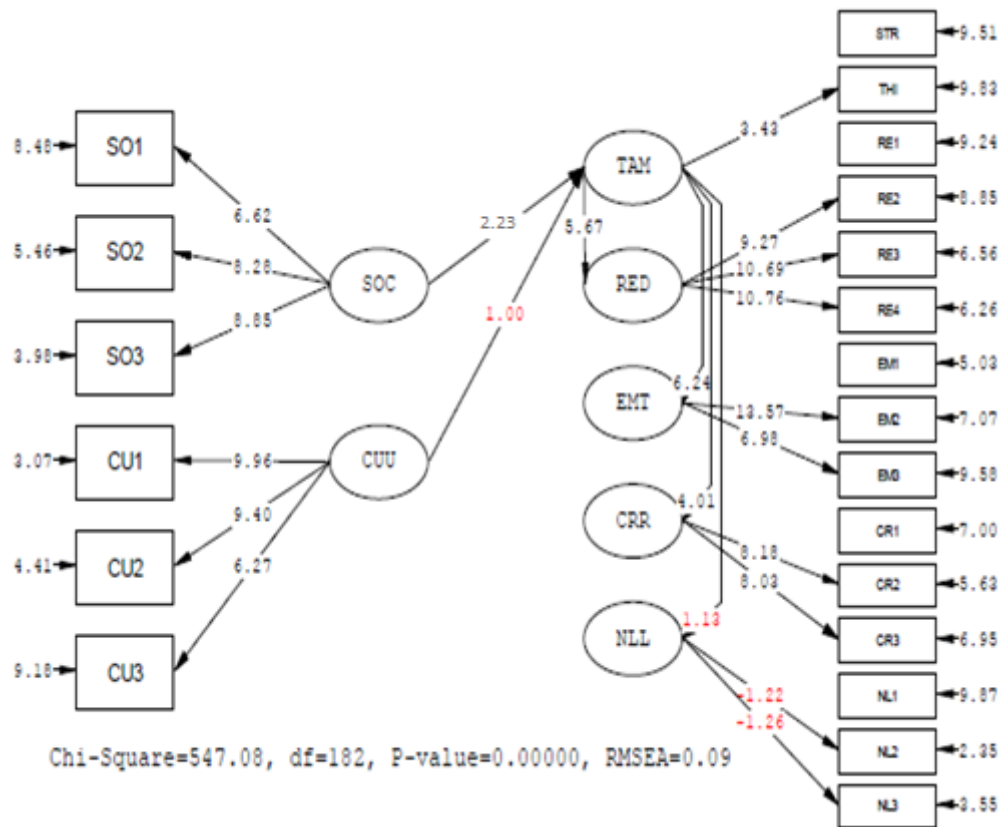 STR 9.51
THI 9.83
3.43
RE1 9.24
8.48 SO1
TAM
RE2 8.85
6.62
2.23
5.67
9.27
5.46 SO2
RE3 6.56
8.28
10.69
SOC
RED
10.76
RE4 6.26
8.85
1.00
3.98 SO3
EM1 5.03
6.24
EMT
13.57
EM2 7.07
6.98
3.07 CU1
9.96
CUU
EM3 9.58
9.40
4.01
CRR
CR1 7.00
8.18
4.41 CU2
6.27
8.03
CR2 5.63
1.13
NLL
CR3 6.95
9.18 CU3
-1.22
NL1 9.87
-1.26
Chi-Square=547.08, df=182, P-value=0.00000, RMSEA=0.09
NL2 2.35
NL3 3.55